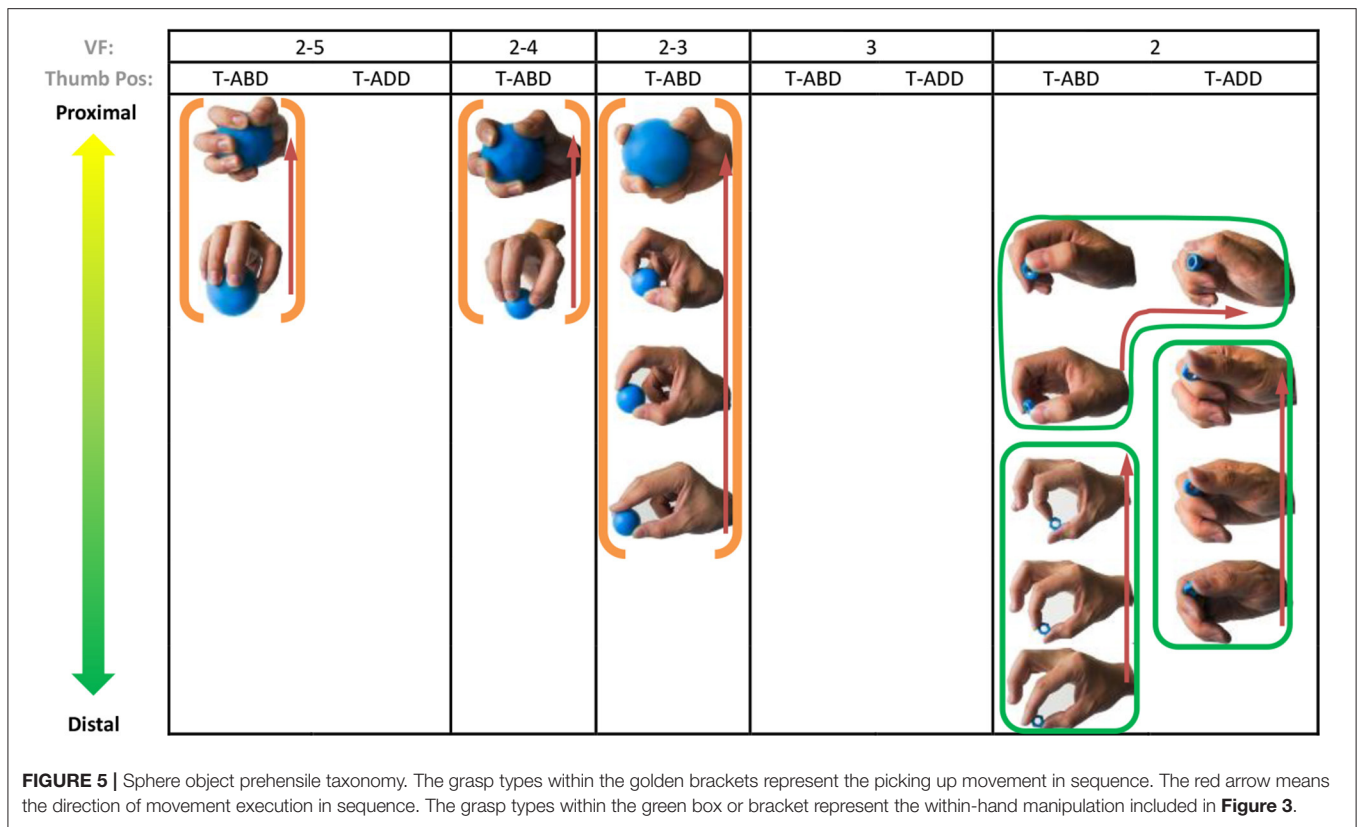 VF: 2-5 2-4 2-3 3 2
Thumb Pos: T-ABD T-ADD T-ABD T-ABD T-ABD T-ADD T-ABD T-ADD
Proximal
Distal
FIGURE 5 | Sphere object prehensile taxonomy. The grasp types within the golden brackets represent the picking up movement in sequence. The red arrow means
the direction of movement execution in sequence. The grasp types within the green box or bracket represent the within-hand manipulation included in Figure 3.